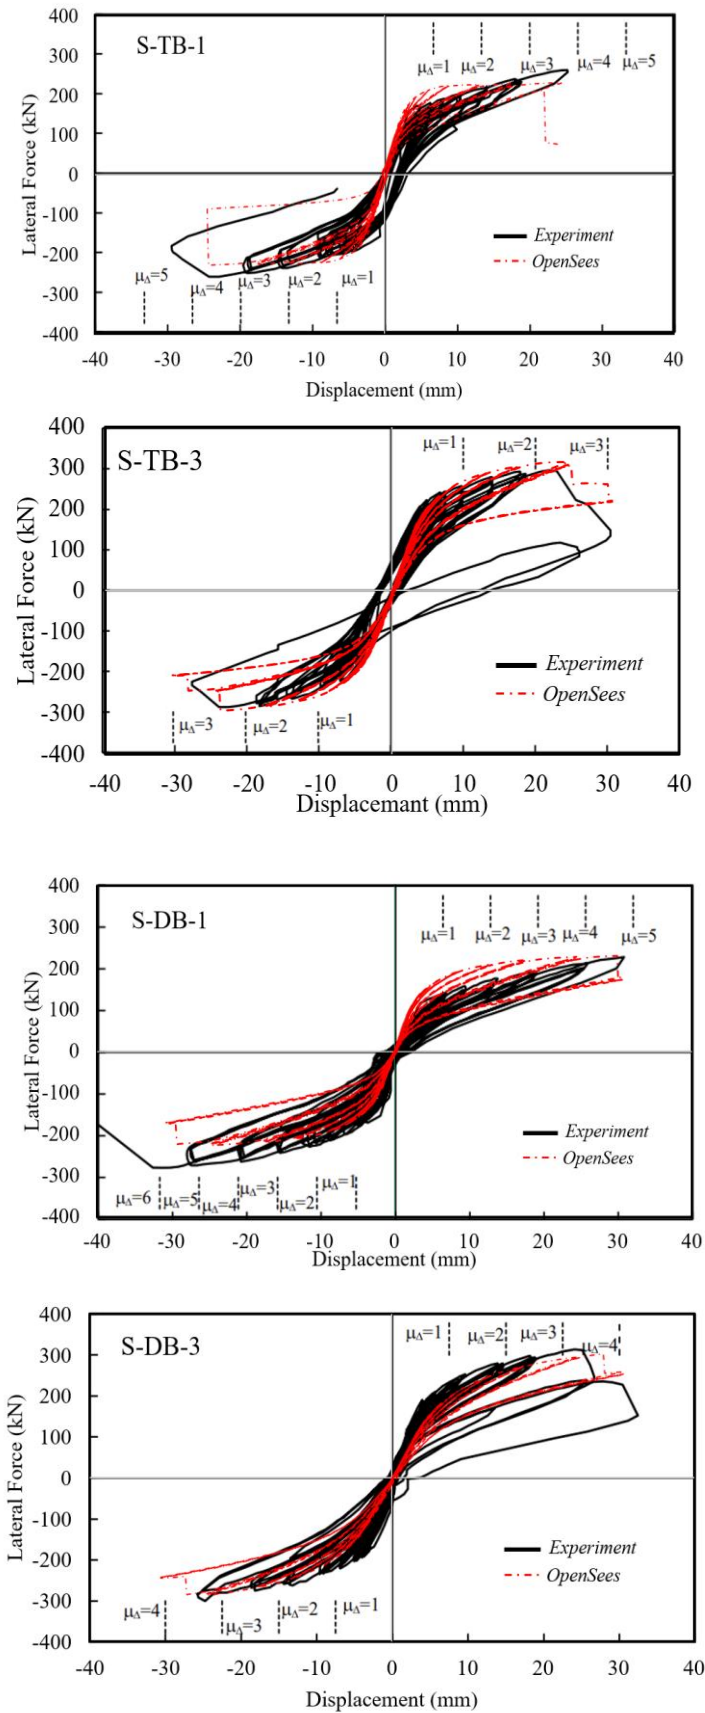 400
S-TB-1
300
μΔ=1 μΔ=2 μΔ=3 μΔ=4 μΔ=5
200
100
0
-100
Experiment
-200
OpenSees
μΔ=5 μΔ=4 μΔ=3 μΔ=2 μΔ=1
-300
-400
Lateral Force (kN)
-40 -30 -20 -10 0 10 20 30 40
Displacement (mm)
400
S-TB-3
μΔ=1 μΔ=2 μΔ=3
300
200
100
0
-100
Experiment
-200
OpenSees
-300
μΔ=3 μΔ=2 μΔ=1
-400
Lateral Force (kN)
-40 -30 -20 -10 0 10 20 30 40
Displacemant (mm)
400
S-DB-1
300
μΔ=1 μΔ=2 μΔ=3 μΔ=4 μΔ=5
200
100
0
-100
Experiment
-200
OpenSees
-300
μΔ=6 μΔ=5 μΔ=4 μΔ=3 μΔ=2 μΔ=1
-400
Lateral Force (kN)
-40 -30 -20 -10 0 10 20 30 40
Displacement (mm)
400
S-DB-3
μΔ=1 μΔ=2 μΔ=3 μΔ=4
300
200
100
0
-100
Experiment
-200
OpenSees
-300
μΔ=4 μΔ=3 μΔ=2 μΔ=1
-400
Lateral Force (kN)
-40 -30 -20 -10 0 10 20 30 40
Displacement (mm)